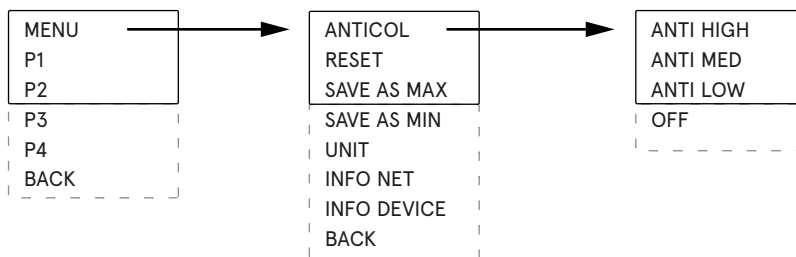 MENU
P1
P2
P3
P4
BACK
ANTICOL
RESET
SAVE AS MAX
SAVE AS MIN
UNIT
INFO NET
INFO DEVICE
BACK
ANTI HIGH
ANTI MED
ANTI LOW
OFF